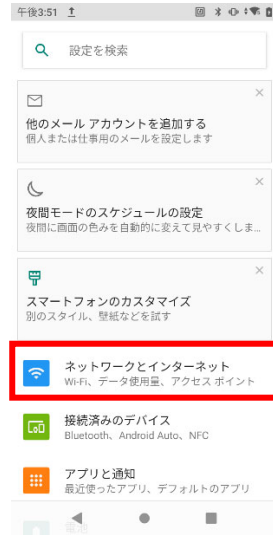 午後3:51
設定を検索
他のメール アカウントを追加する
個人または仕事用のメールを設定します
夜間モードのスケジュールの設定
夜間に画面の色みを自動的に変えて見やすくしま...
スマートフォンのカスタマイズ
別のスタイル、壁紙などを試す
ネットワークとインターネット
Wi-Fi、データ使用量、アクセス ポイント
接続済みのデバイス
Bluetooth、Android Auto、NFC
アプリと通知
最近使ったアプリ、デフォルトのアプリ
電池